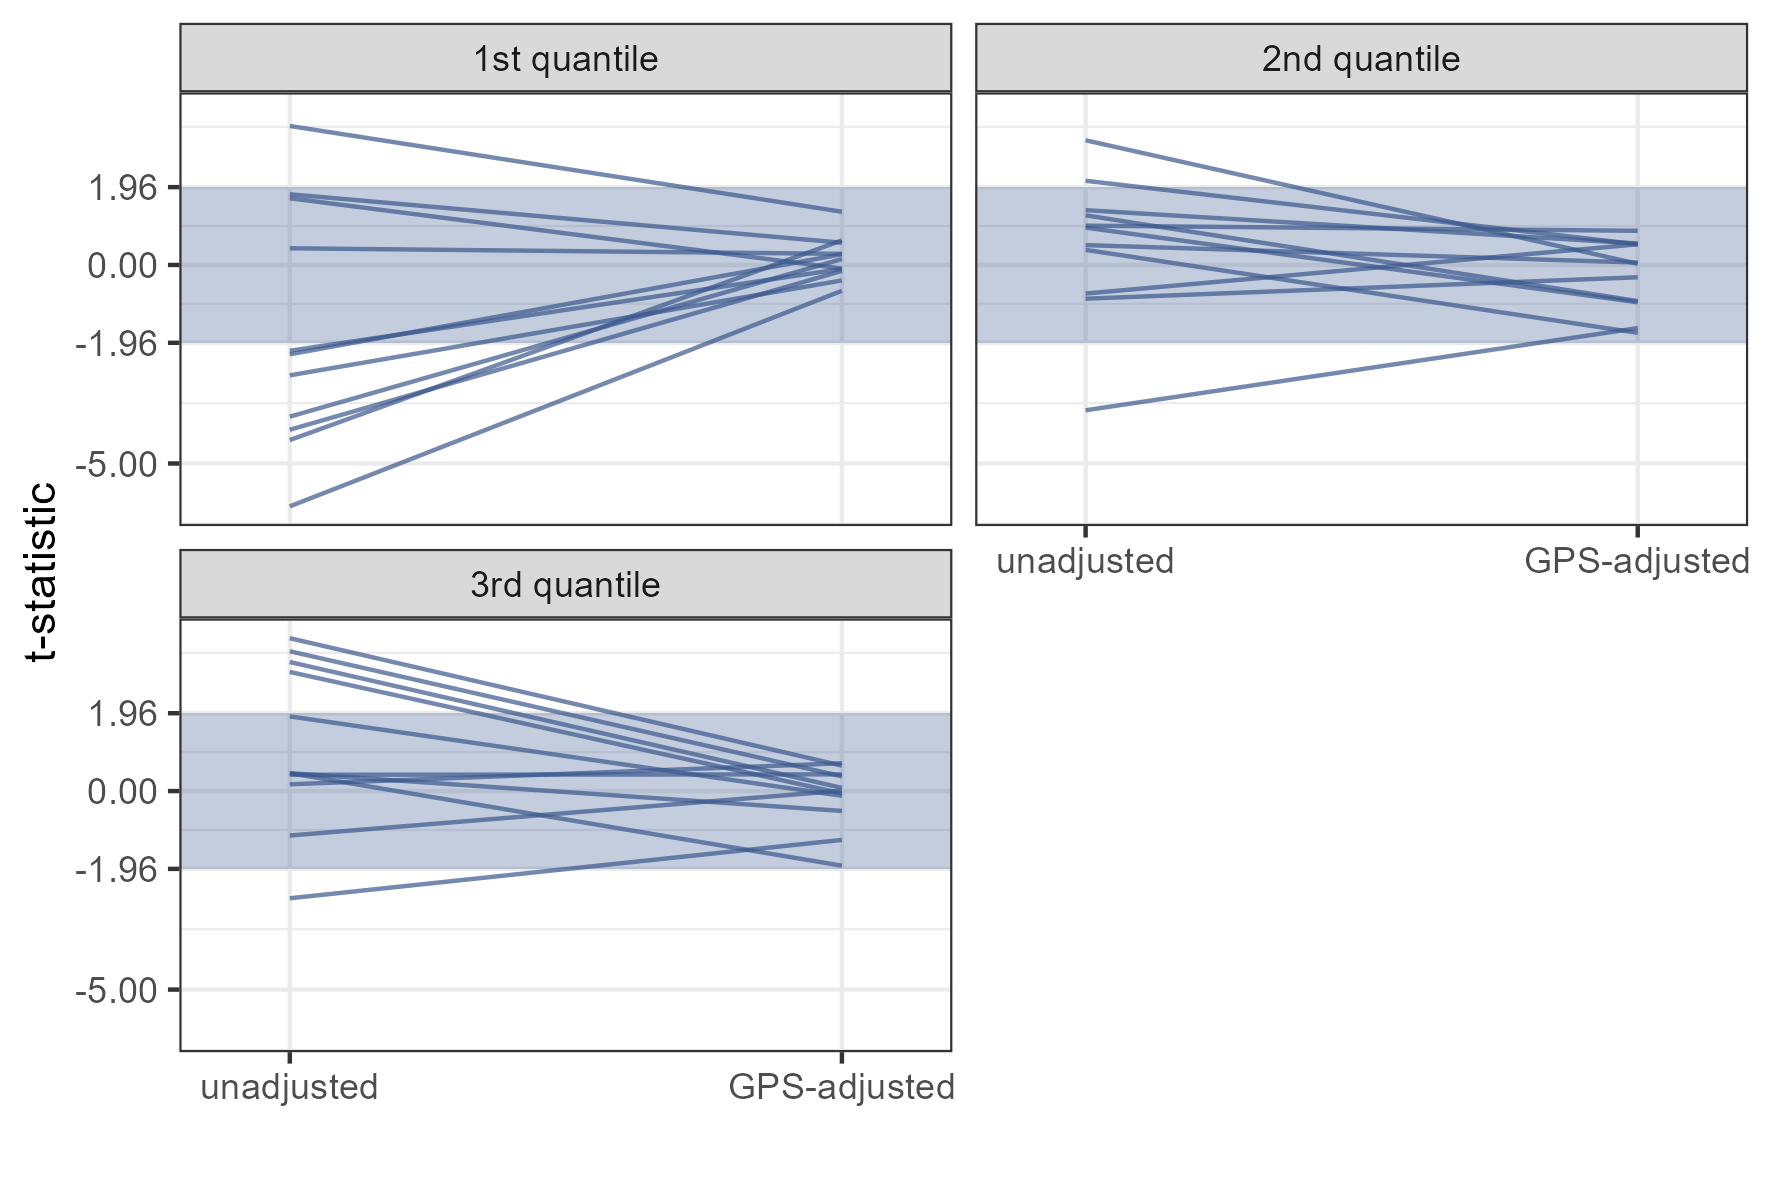 1st quantile
2nd quantile
1.96
0.00
-1.96
-5.00
unadjusted
GPS-adjusted
t-statistic
3rd quantile
1.96
0.00
-1.96
-5.00
unadjusted
GPS-adjusted